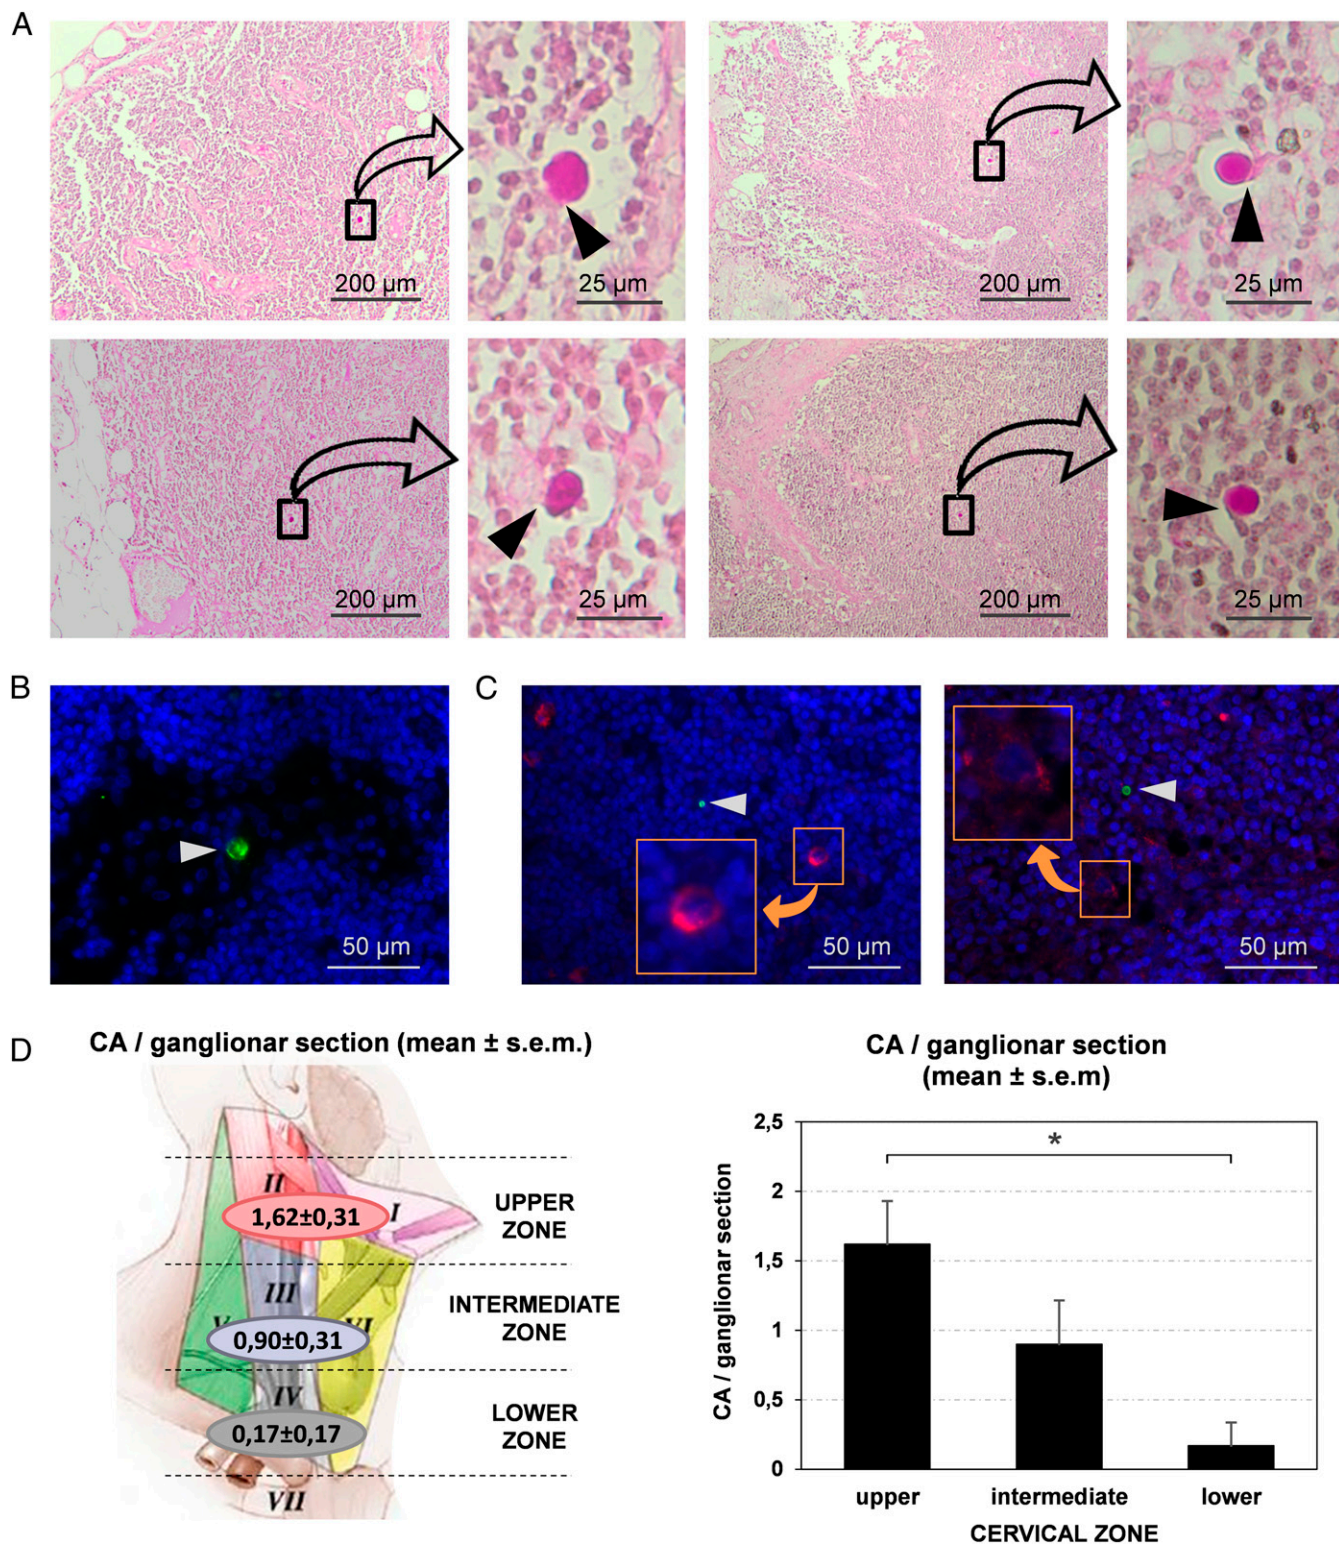 A
200 µm
25 µm
200 µm
25 µm
200 µm
25 µm
200 µm
25 µm
B
C
50 µm
50 µm
50 µm
D
CA / ganglionar section (mean ± s.e.m.)
II
I
1,62±0,31
UPPER
ZONE
III
V
VI
0,90±0,31
INTERMEDIATE
ZONE
IV
0,17±0,17
LOWER
ZONE
VII
CA / ganglionar section
(mean ± s.e.m)
CA / ganglionar section
2,5
2
1,5
1
0,5
0
*
upper
intermediate
lower
CERVICAL ZONE